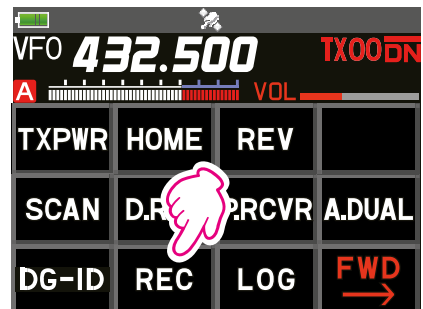 VFO 432.500 TX00DN
A VOL
TXPWR HOME REV
SCAN A.DUAL
DG-ID REC LOG FWD